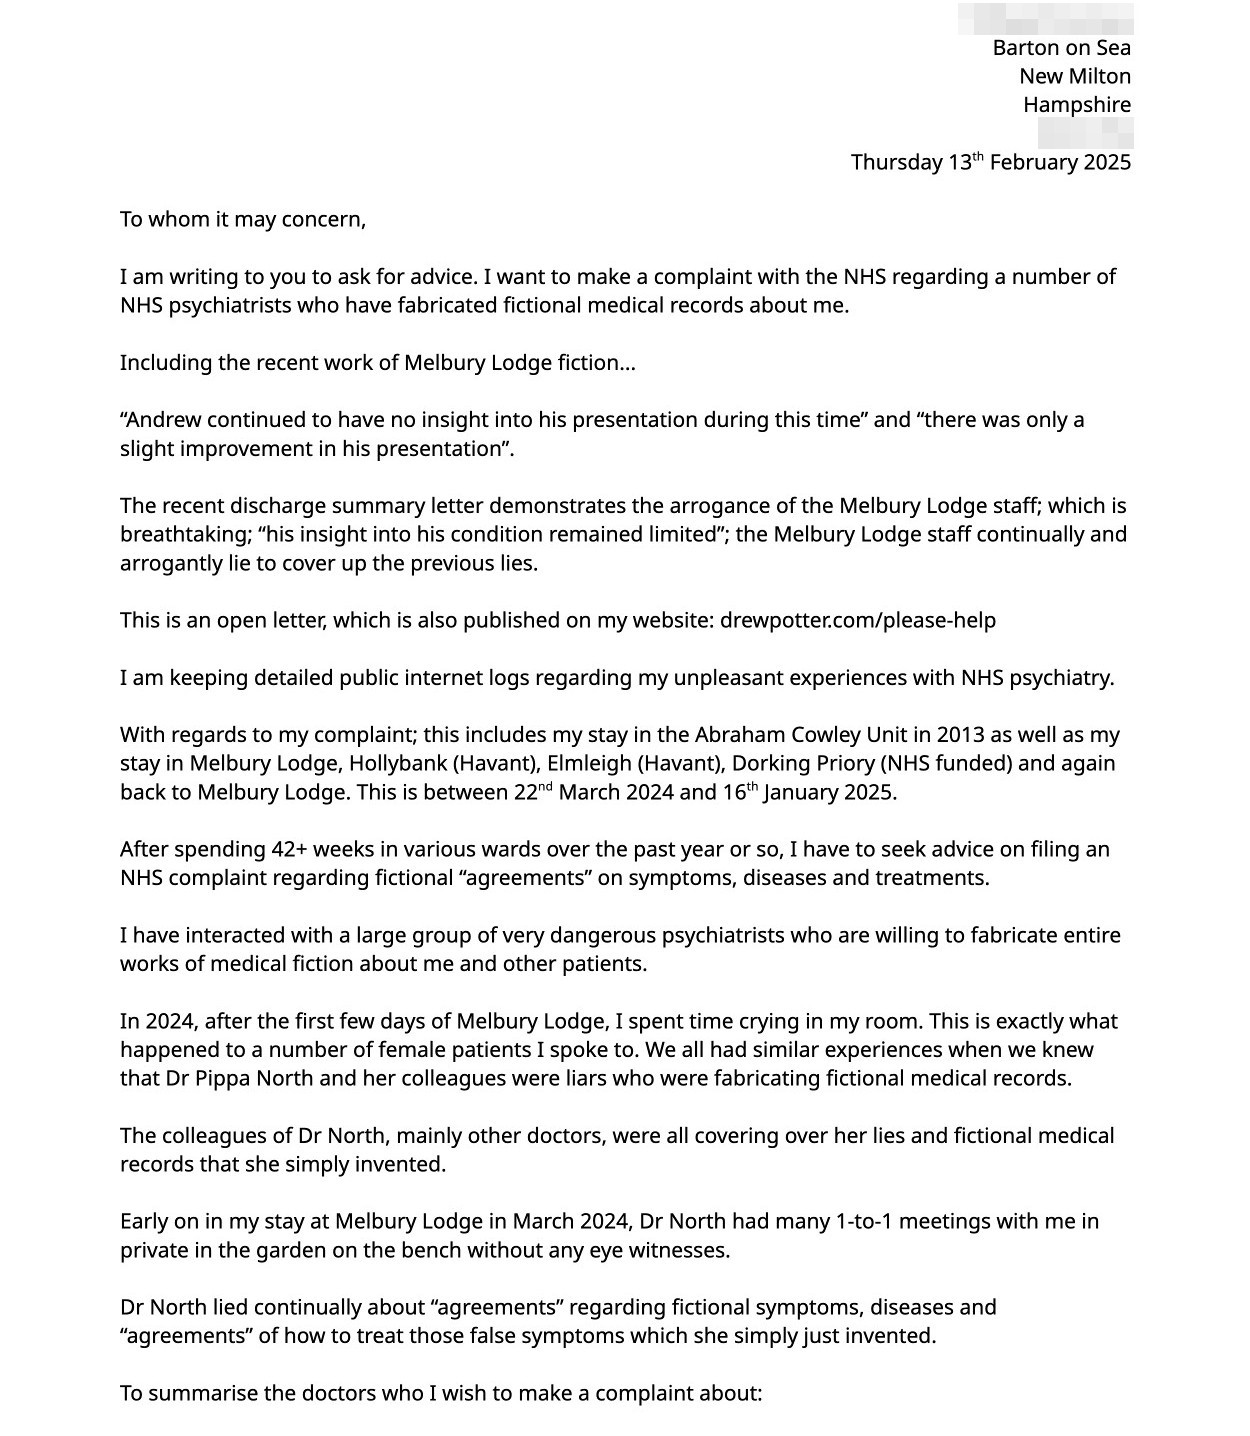 Barton on Sea
New Milton
Hampshire
Thursday 13th February 2025
To whom it may concern,
I am writing to you to ask for advice. I want to make a complaint with the NHS regarding a number of
NHS psychiatrists who have fabricated fictional medical records about me.
Including the recent work of Melbury Lodge fiction…
“Andrew continued to have no insight into his presentation during this time” and “there was only a
slight improvement in his presentation”.
The recent discharge summary letter demonstrates the arrogance of the Melbury Lodge staff; which is
breathtaking; “his insight into his condition remained limited”; the Melbury Lodge staff continually and
arrogantly lie to cover up the previous lies.
This is an open letter, which is also published on my website: drewpotter.com/please-help
I am keeping detailed public internet logs regarding my unpleasant experiences with NHS psychiatry.
With regards to my complaint; this includes my stay in the Abraham Cowley Unit in 2013 as well as my
stay in Melbury Lodge, Hollybank (Havant), Elmleigh (Havant), Dorking Priory (NHS funded) and again
back to Melbury Lodge. This is between 22nd March 2024 and 16th January 2025.
After spending 42+ weeks in various wards over the past year or so, I have to seek advice on filing an
NHS complaint regarding fictional “agreements” on symptoms, diseases and treatments.
I have interacted with a large group of very dangerous psychiatrists who are willing to fabricate entire
works of medical fiction about me and other patients.
In 2024, after the first few days of Melbury Lodge, I spent time crying in my room. This is exactly what
happened to a number of female patients I spoke to. We all had similar experiences when we knew
that Dr Pippa North and her colleagues were liars who were fabricating fictional medical records.
The colleagues of Dr North, mainly other doctors, were all covering over her lies and fictional medical
records that she simply invented.
Early on in my stay at Melbury Lodge in March 2024, Dr North had many 1-to-1 meetings with me in
private in the garden on the bench without any eye witnesses.
Dr North lied continually about “agreements” regarding fictional symptoms, diseases and
“agreements” of how to treat those false symptoms which she simply just invented.
To summarise the doctors who I wish to make a complaint about: